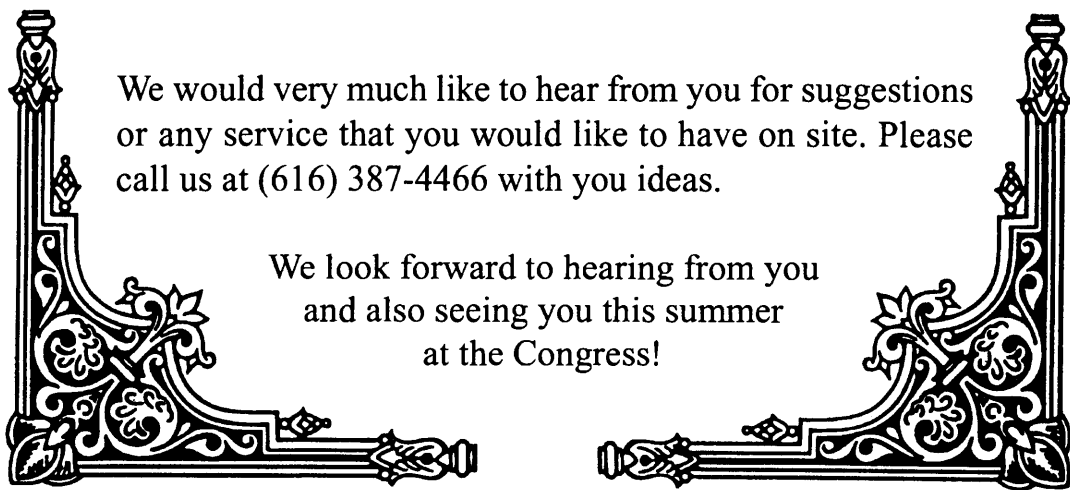 We would very much like to hear from you for suggestions
or any service that you would like to have on site. Please
call us at (616) 387-4466 with you ideas.
We look forward to hearing from you
and also seeing you this summer
at the Congress!